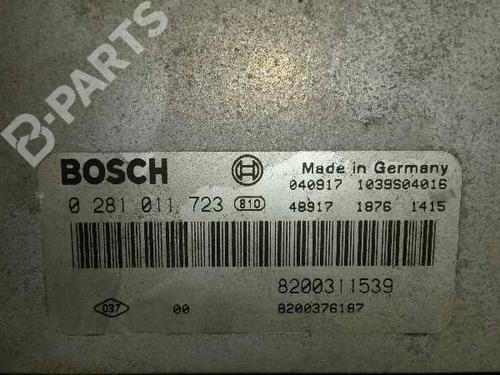 B-PARTS
BOSCH
Made in Germany
040917 1039S04016
0 281 011 723 810
48917 1876 1415
8200311539
037 00 8200376187